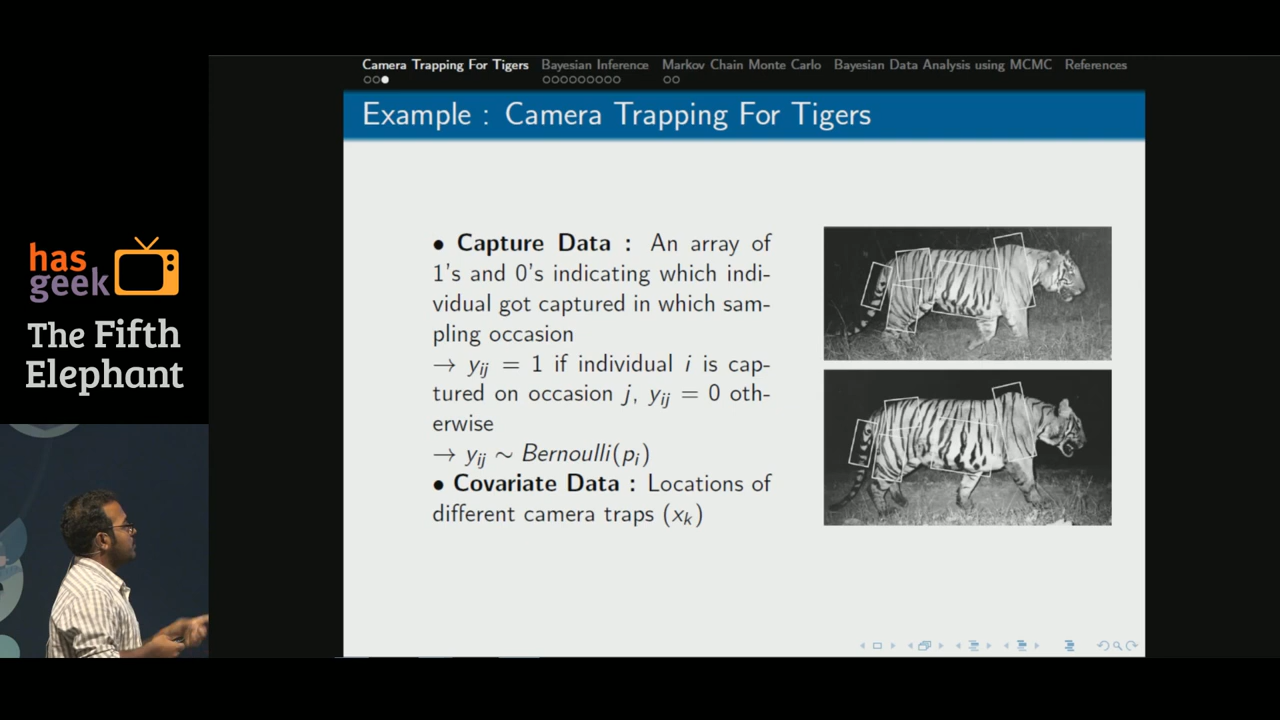 Camera Trapping For Tigers Bayesian Inference Markov Chain Monte Carlo Bayesian Data Analysis using MCMC References
Example : Camera Trapping For Tigers
has
geek
The Fifth
Elephant
• Capture Data : An array of
1's and 0's indicating which indi-
vidual got captured in which sam-
pling occasion
→ yij = 1 if individual i is cap-
tured on occasion j, yij = 0 oth-
erwise
→ yij ∼ Bernoulli(pi)
• Covariate Data : Locations of
different camera traps (xk)